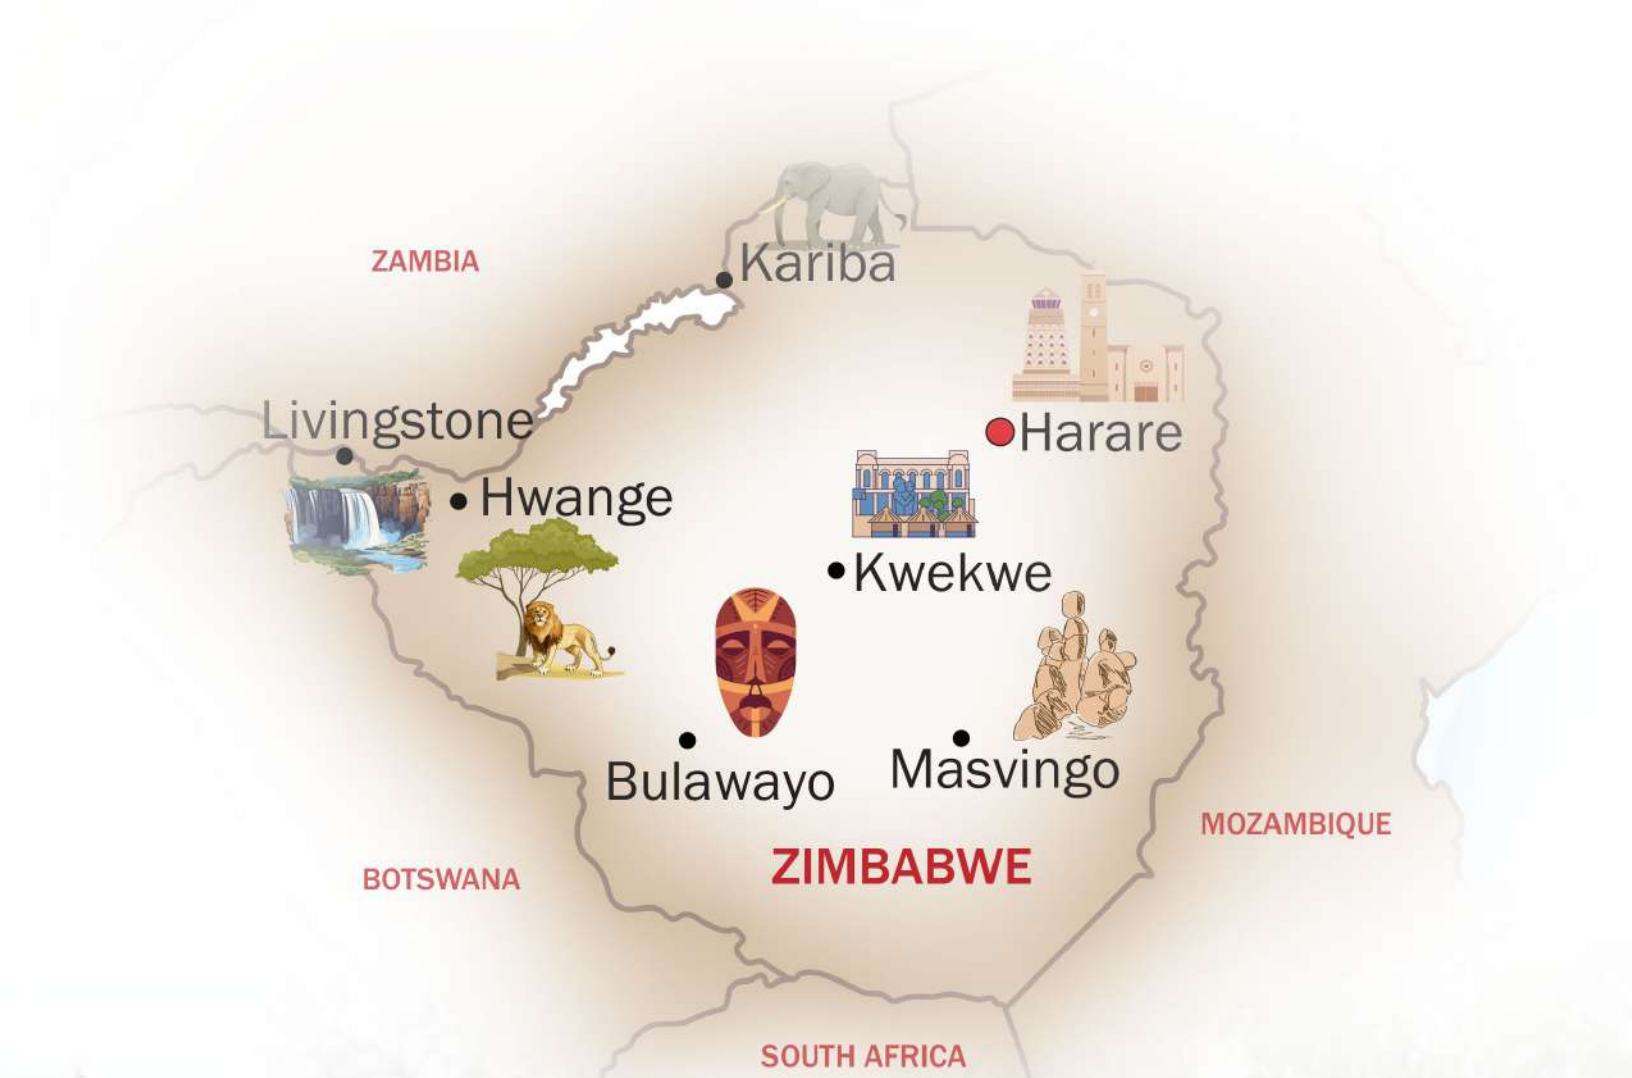 Kariba
ZAMBIA
Livingstone
Harare
Hwange
Kwekwe
Bulawayo
Masvingo
MOZAMBIQUE
ZIMBABWE
BOTSWANA
SOUTH AFRICA